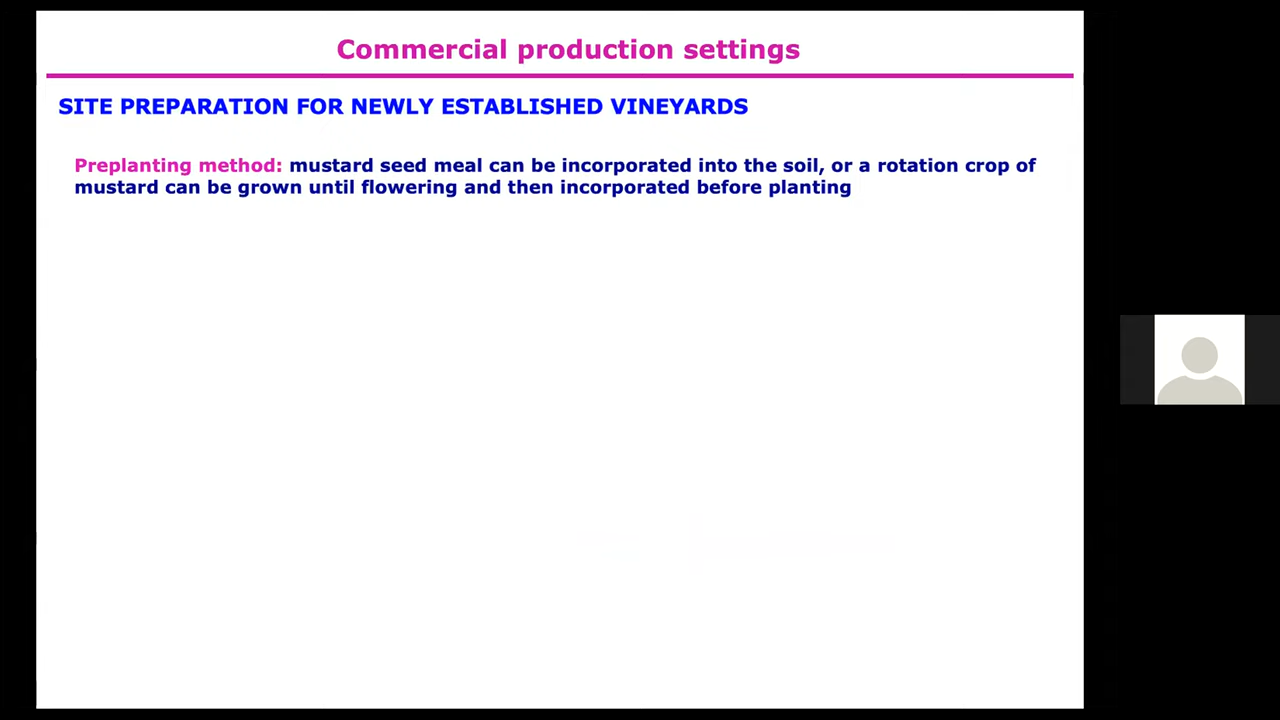 Commercial production settings
SITE PREPARATION FOR NEWLY ESTABLISHED VINEYARDS
Preplanting method: mustard seed meal can be incorporated into the soil, or a rotation crop of
mustard can be grown until flowering and then incorporated before planting